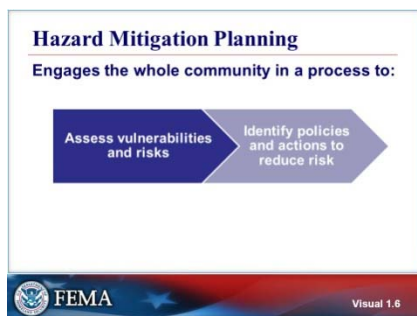 Hazard Mitigation Planning
Engages the whole community in a process to:
Assess vulnerabilities
and risks
Identify policies
and actions to
reduce risk
FEMA
Visual 1.6